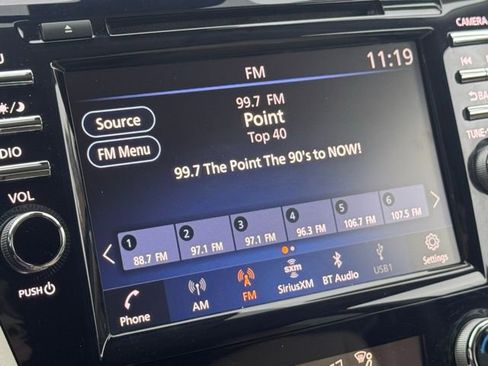 CAMERA
FM
11:19
Source
99.7 FM
Point
Top 40
FM Menu
99.7 The Point The 90's to NOW!
VOL
PUSH
TUNE
1 2 3 4 5 6
88.7 FM 97.1 FM 97.1 FM 96.3 FM 106.7 FM 107.5 FM
Phone
AM
FM
sxm
SiriusXM
BT Audio
USB1
Settings